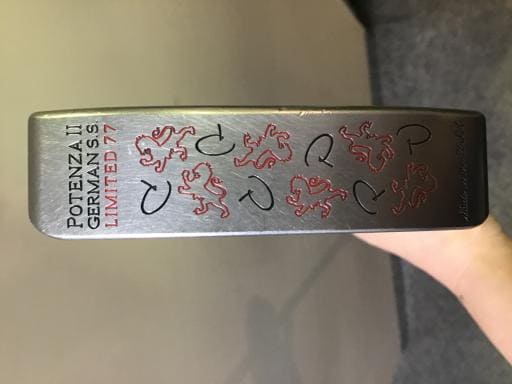 POTENZA II
GERMAN S.S.
LIMITED 77